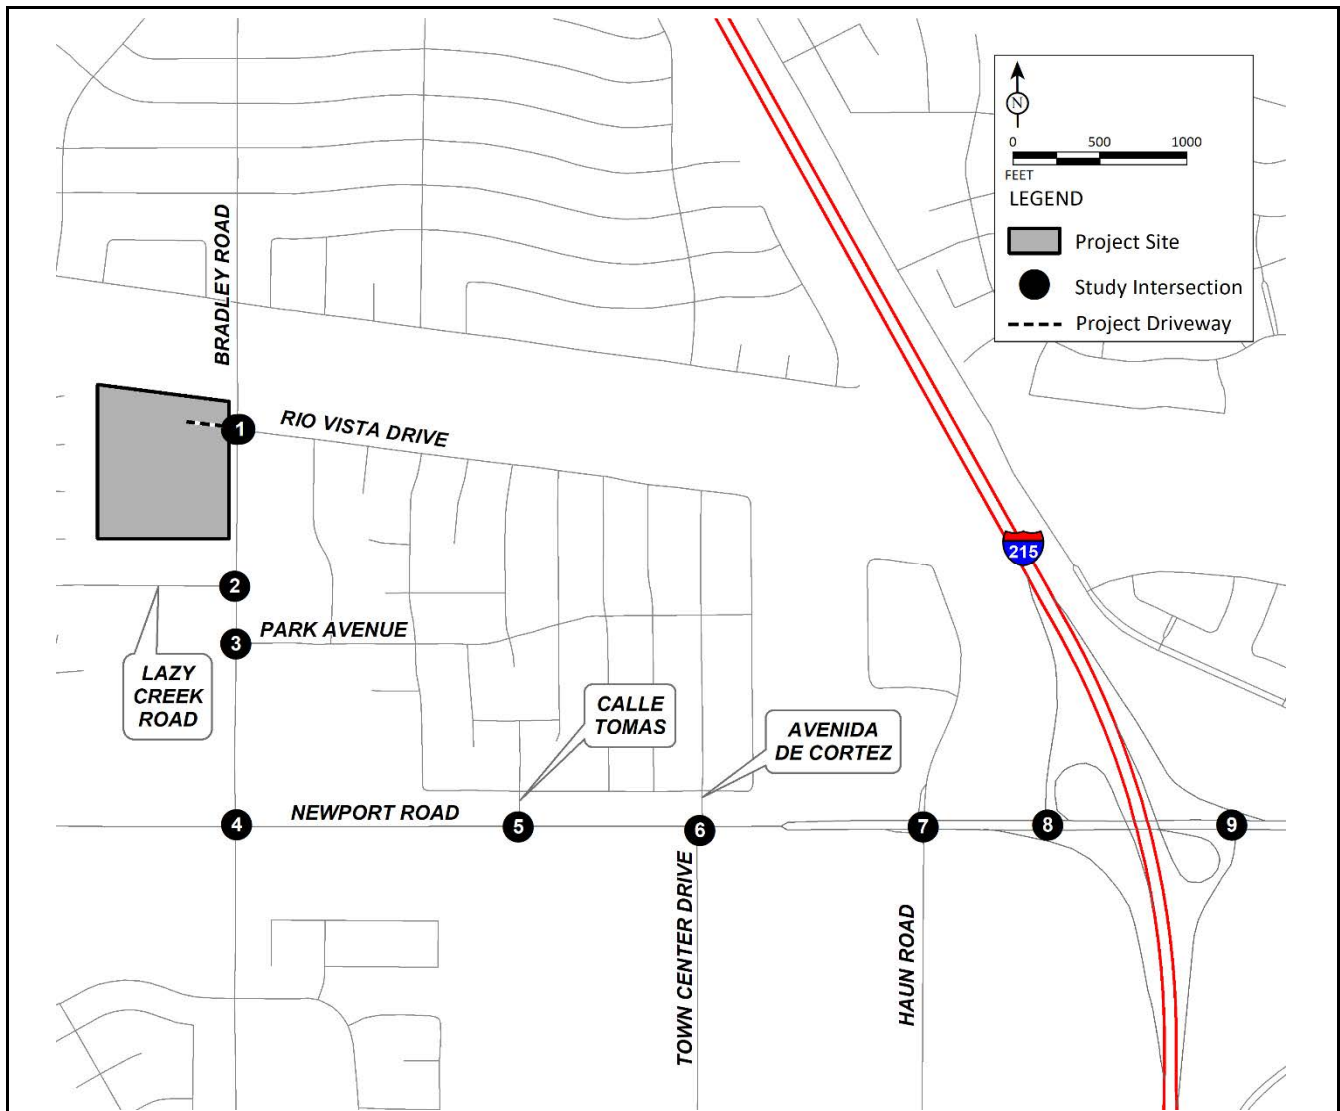 N
0 500 1000
FEET
LEGEND
Project Site
Study Intersection
Project Driveway
BRADLEY ROAD
1
RIO VISTA DRIVE
215
2
3
PARK AVENUE
LAZY
CREEK
ROAD
CALLE
TOMAS
AVENIDA
DE CORTEZ
4
NEWPORT ROAD
5
6
7
8
9
TOWN CENTER DRIVE
HAUN ROAD